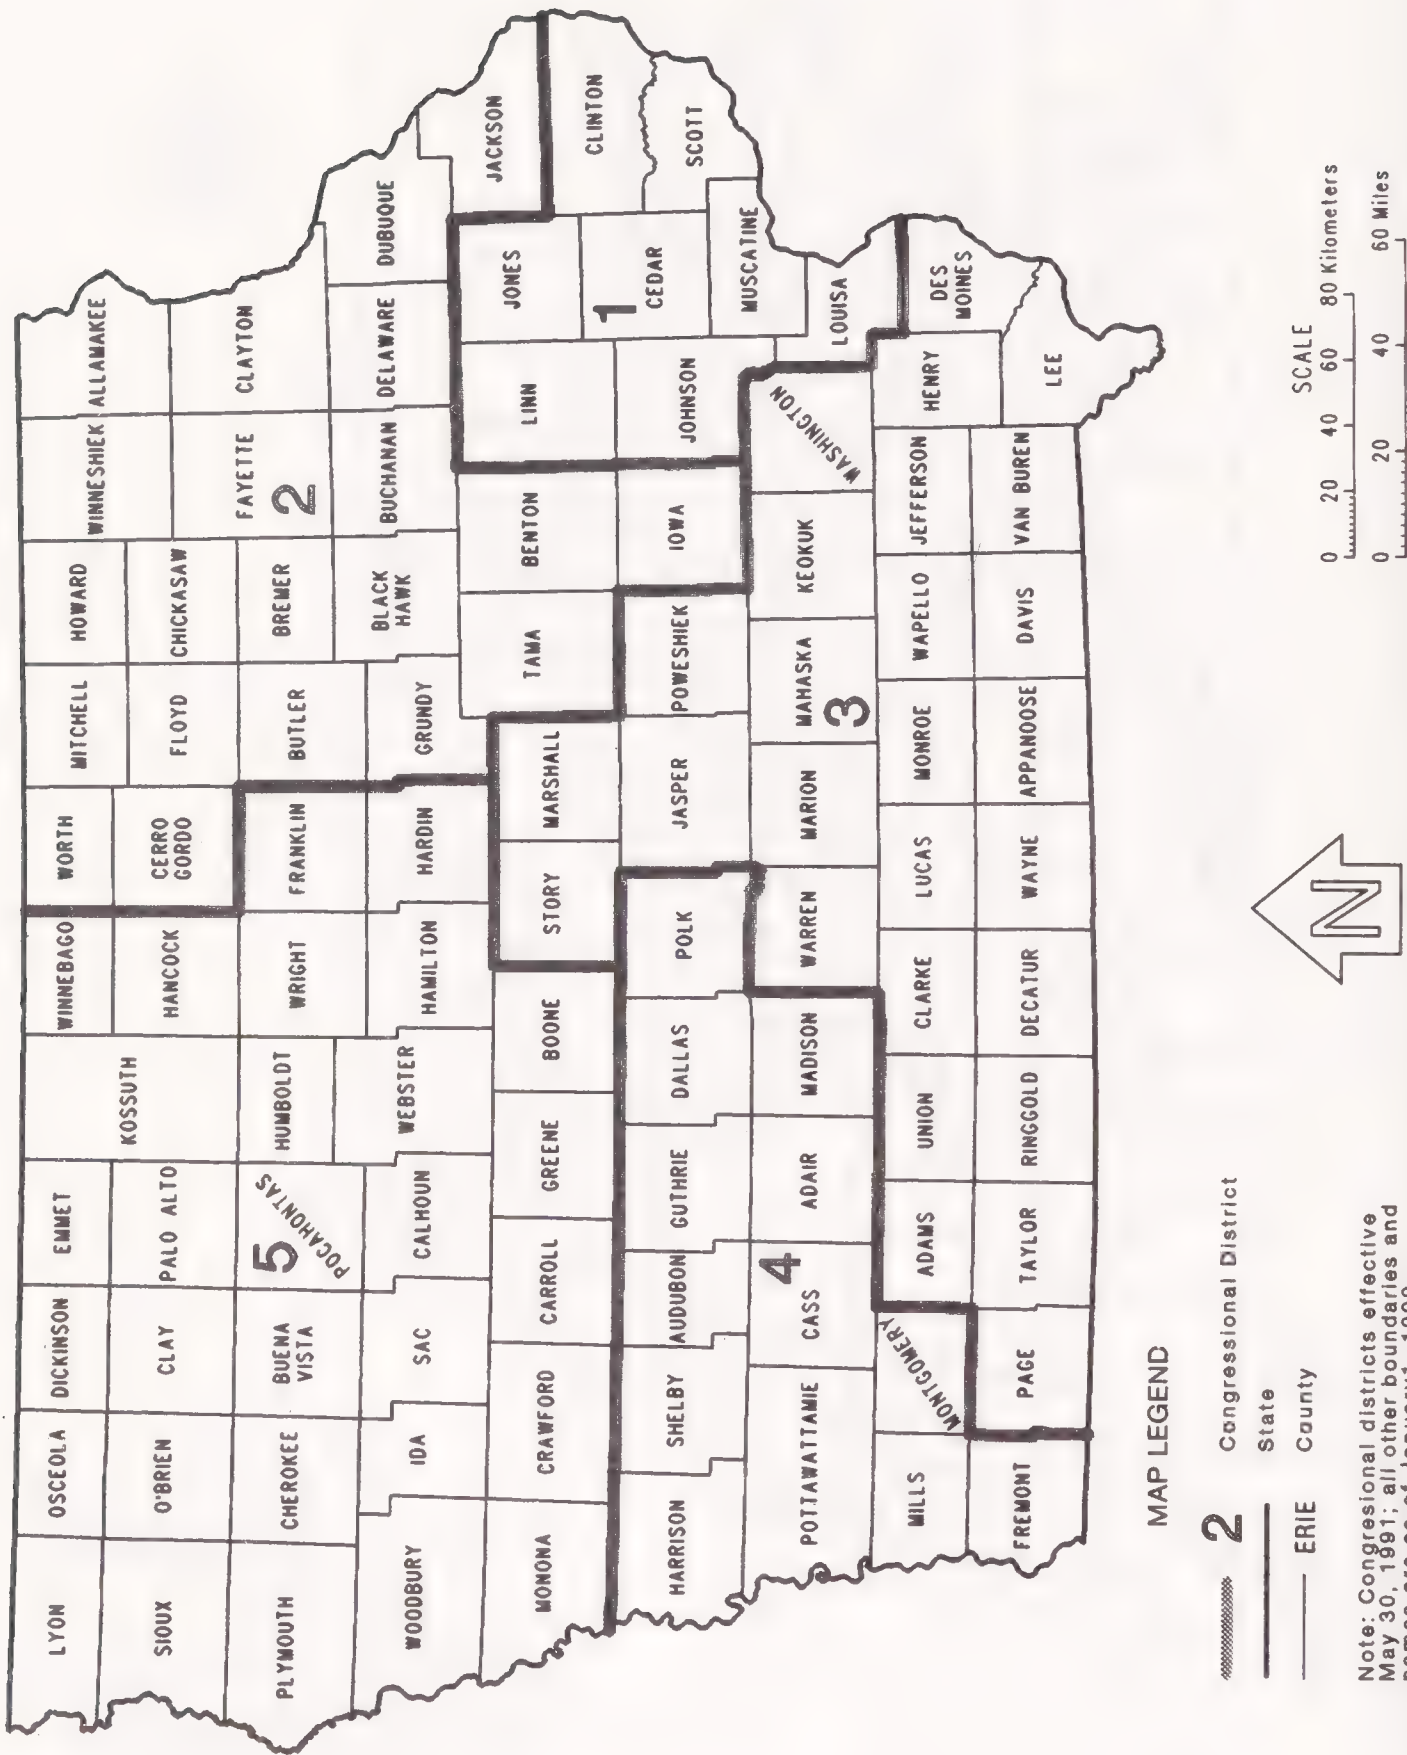 LYON
OSCEOLA
DICKINSON
EMMET
KOSSUTH
WINNEBAGO
WORTH
MITCHELL
HOWARD
WINNESHIEK
ALLAMAKEE
SIOUX
O'BRIEN
CLAY
PALO ALTO
HANCOCK
CERRO
GORDO
FLOYD
CHICKASAW
FAYETTE
CLAYTON
2
PLYMOUTH
CHEROKEE
BUENA
VISTA
POCAHONTAS
5
HUMBOLDT
WRIGHT
FRANKLIN
BUTLER
BREMER
WOODBURY
IDA
SAC
CALHOUN
WEBSTER
HAMILTON
HARDIN
GRUNDY
BLACK
HAWK
BUCHANAN
DELAWARE
DUBUQUE
MONONA
CRAWFORD
CARROLL
GREENE
BOONE
STORY
MARSHALL
TAMA
BENTON
LINN
JONES
JACKSON
CLINTON
1
CEDAR
SCOTT
HARRISON
SHELBY
AUDUBON
GUTHRIE
DALLAS
POLK
JASPER
POWESHIEK
IOWA
JOHNSON
MUSCATINE
POTTAWATTAMIE
CASS
4
ADAIR
MADISON
WARREN
MARION
MAHASKA
3
KEOKUK
WASHINGTON
LOUISA
MILLS
MONTGOMERY
ADAMS
UNION
CLARKE
LUCAS
MONROE
WAPELLO
JEFFERSON
HENRY
DES
MOINES
FREMONT
PAGE
TAYLOR
RINGGOLD
DECATUR
WAYNE
APPANOOSE
DAVIS
VAN BUREN
LEE
MAP LEGEND
2 Congressional District
State
ERIE County
Note: Congresional districts effective
May 30, 1991; all other boundaries and
N
SCALE
0 20 40 60 80 Kilometers
0 20 40 60 Miles